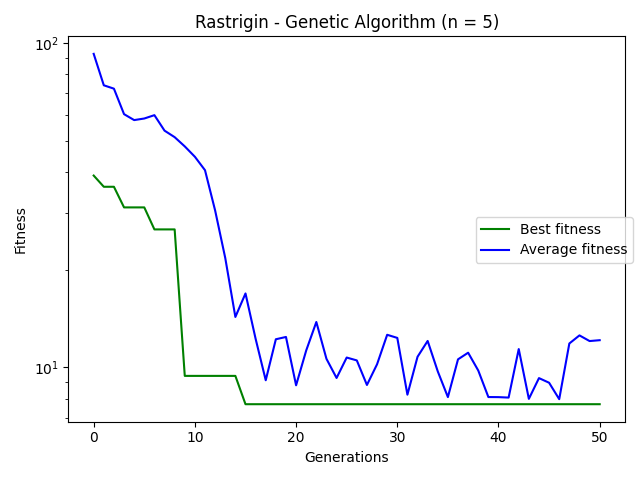 Rastrigin - Genetic Algorithm (n = 5)
Fitness
10²
10¹
Best fitness
Average fitness
0 10 20 30 40 50
Generations